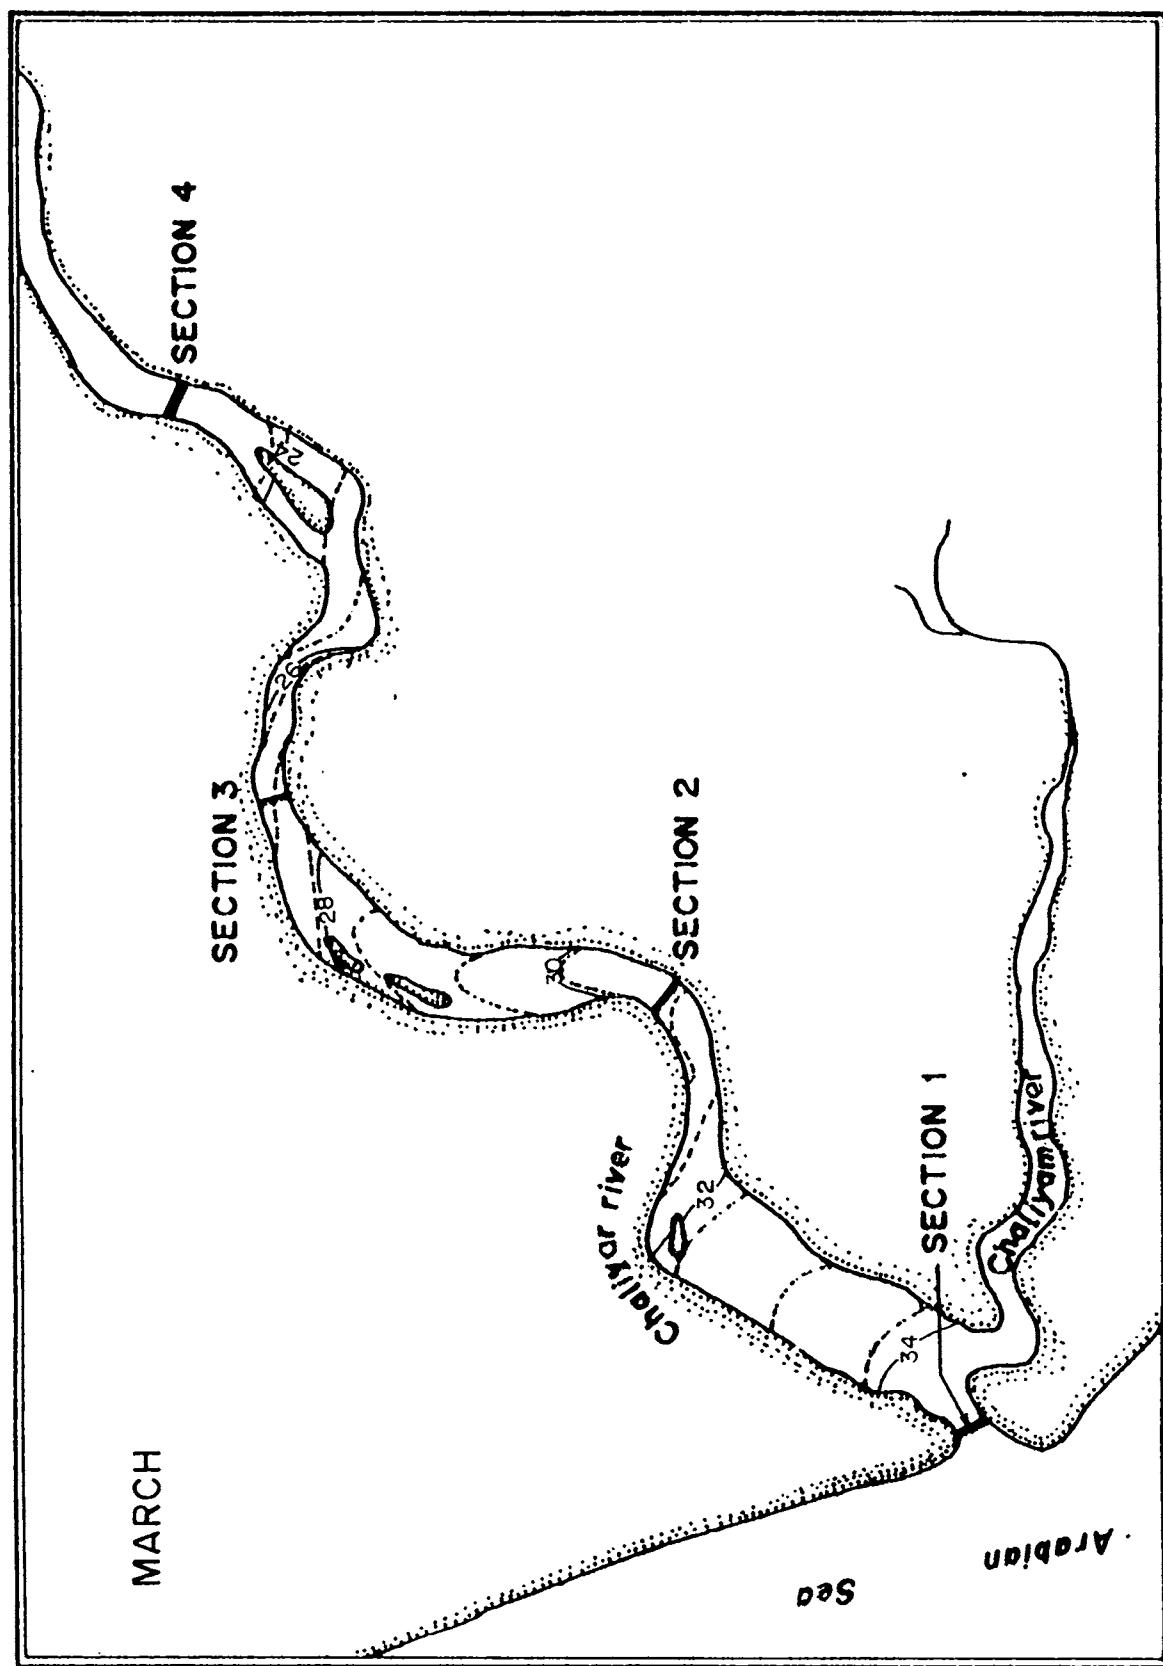 MARCH
SECTION 4
24
26
SECTION 3
28
30
SECTION 2
Chaliyar river
32
SECTION 1
34
Challiyam river
Arabian
Sea